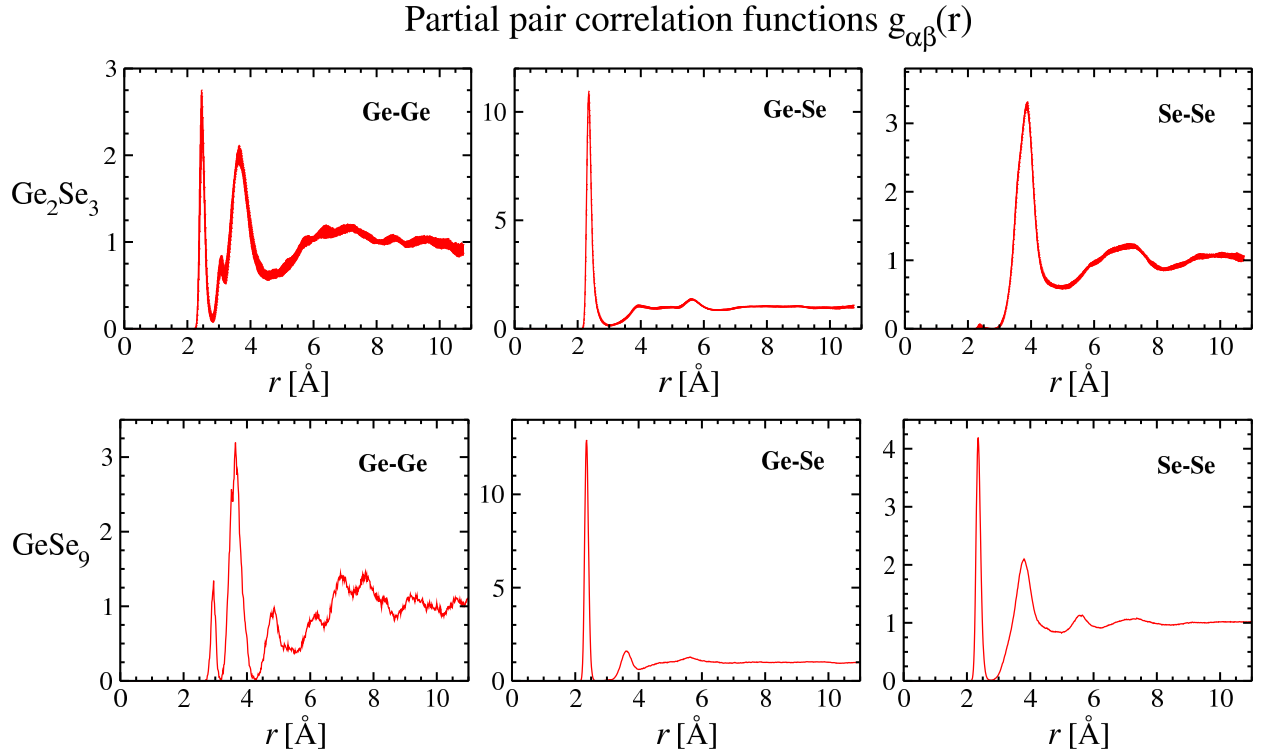 Partial pair correlation functions gαβ(r)
Ge2Se3
Ge-Ge
3
2
1
0
0 2 4 6 8 10
r [Å]
Ge-Se
10
5
0
0 2 4 6 8 10
r [Å]
Se-Se
3
2
1
0
0 2 4 6 8 10
r [Å]
GeSe9
Ge-Ge
3
2
1
0
0 2 4 6 8 10
r [Å]
Ge-Se
10
5
0
0 2 4 6 8 10
r [Å]
Se-Se
4
3
2
1
0
0 2 4 6 8 10
r [Å]